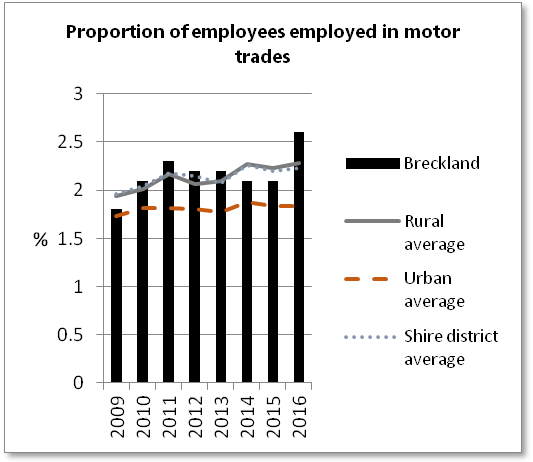 Proportion of employees employed in motor
trades
3
2.5
2
1.5
1
0.5
0
%
2009
2010
2011
2012
2013
2014
2015
2016
Breckland
Rural
average
Urban
average
Shire district
average